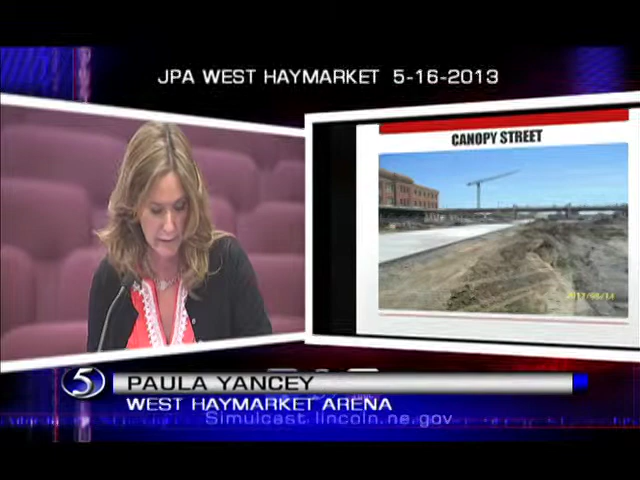 JPA WEST HAYMARKET 5-16-2013
CANOPY STREET
5
PAULA YANCEY
WEST HAYMARKET ARENA
Simulcast lincoln.ne.gov